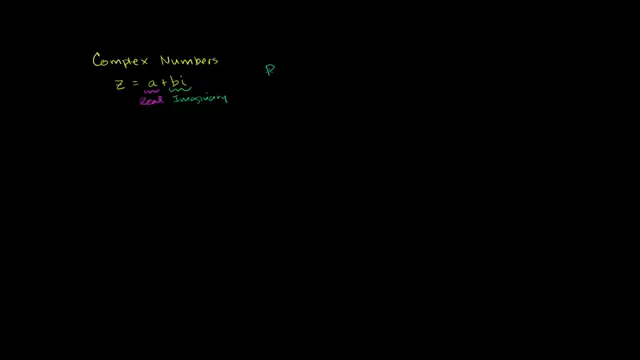 Complex Numbers
z = a + bi
Real Imaginary
R